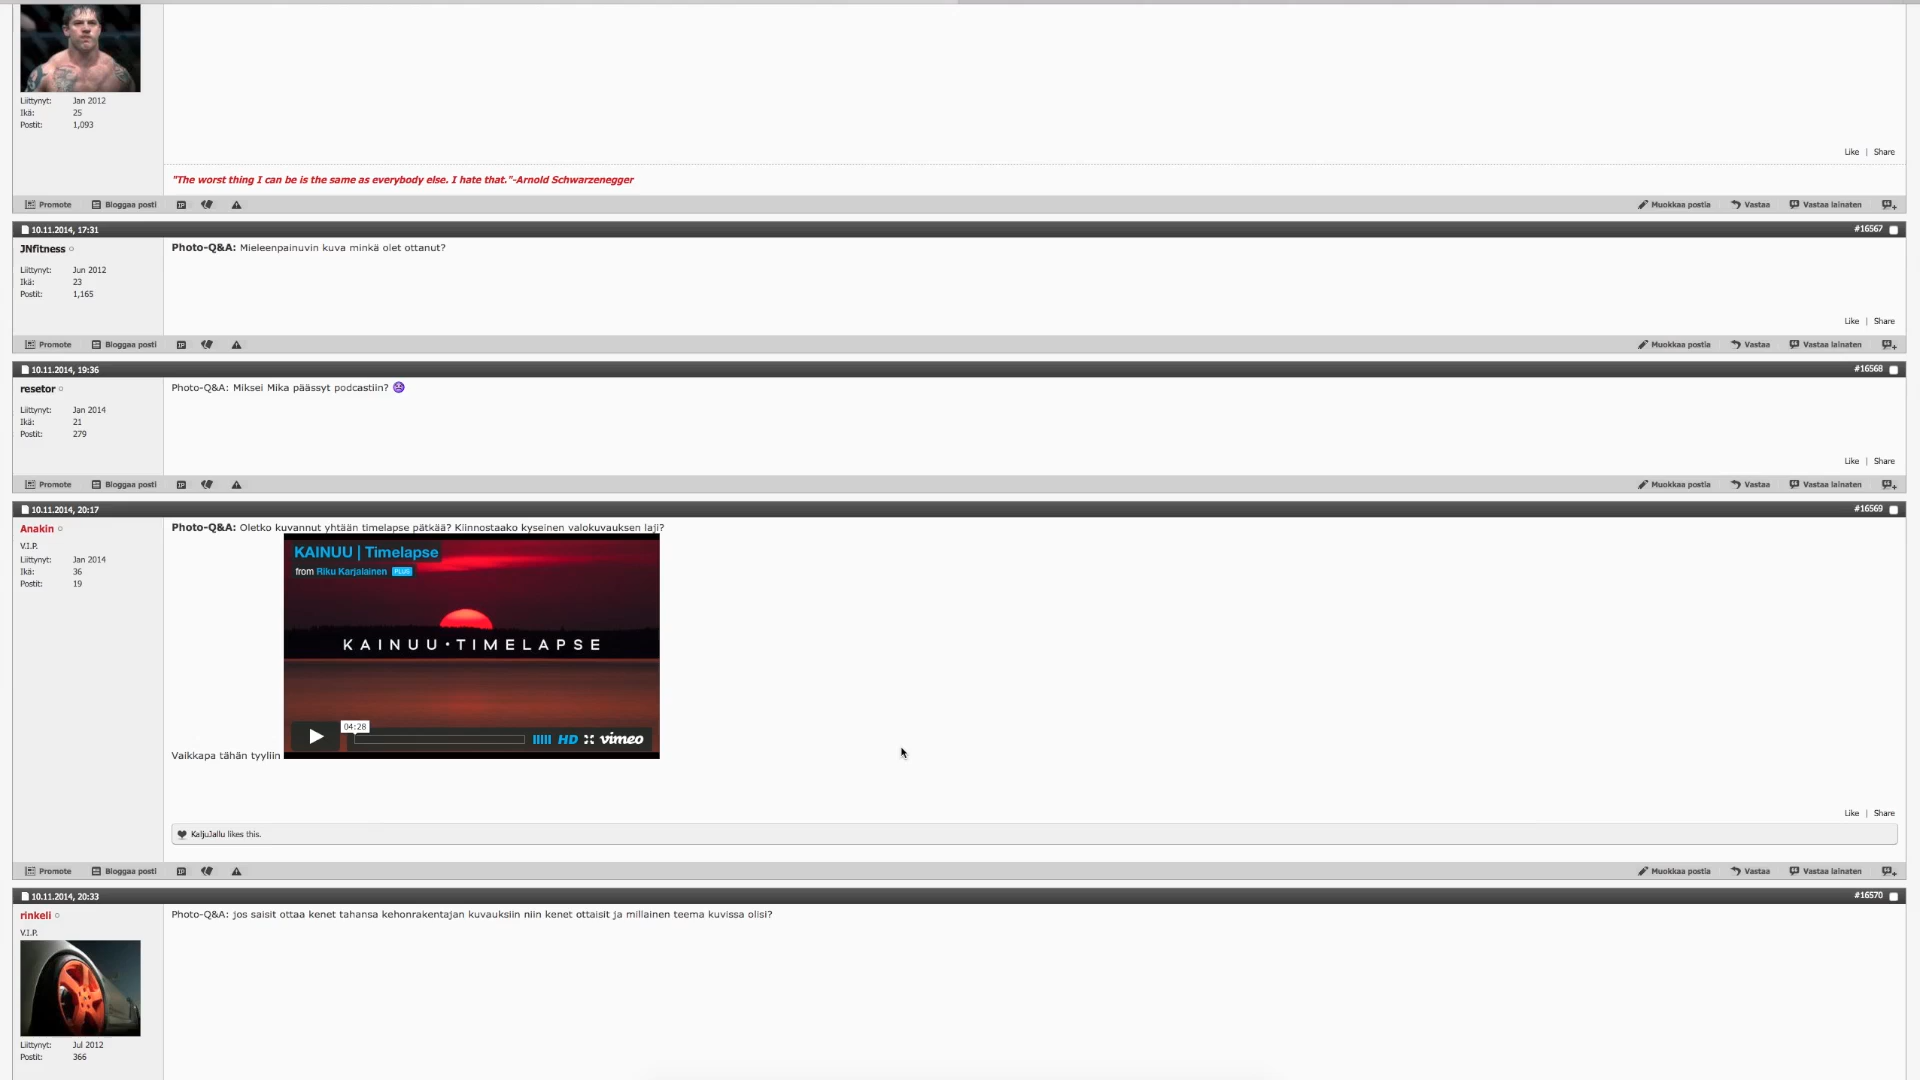 Liittynyt: Jan 2012
Ikä: 25
Postit: 1,093
Like | Share
"The worst thing I can be is the same as everybody else. I hate that."-Arnold Schwarzenegger
Promote Bloggaa posti Muokkaa postia Vastaa Vastaa lainaten
10.11.2014, 17:31 #16567
JNfitness
Photo-Q&A: Mieleenpainuvin kuva minkä olet ottanut?
Liittynyt: Jun 2012
Ikä: 23
Postit: 1,165
Like | Share
Promote Bloggaa posti Muokkaa postia Vastaa Vastaa lainaten
10.11.2014, 19:36 #16568
resetor
Photo-Q&A: Miksei Mika päässyt podcastiin?
Liittynyt: Jan 2014
Ikä: 21
Postit: 279
Like | Share
Promote Bloggaa posti Muokkaa postia Vastaa Vastaa lainaten
10.11.2014, 20:17 #16569
Anakin
Photo-Q&A: Oletko kuvannut yhtään timelapse pätkää? Kiinnostaako kyseinen valokuvauksen laji?
V.I.P.
Liittynyt: Jan 2014
Ikä: 36
Postit: 19
KAINUU | Timelapse
from Riku Karjalainen PLUS
KAINUU·TIMELAPSE
04:28
HD vimeo
Vaikkapa tähän tyyliin
Like | Share
KaljuJallu likes this.
Promote Bloggaa posti Muokkaa postia Vastaa Vastaa lainaten
10.11.2014, 20:33 #16570
rinkeli
Photo-Q&A: jos saisit ottaa kenet tahansa kehonrakentajan kuvauksiin niin kenet ottaisit ja millainen teema kuvissa olisi?
V.I.P.
Liittynyt: Jul 2012
Postit: 366